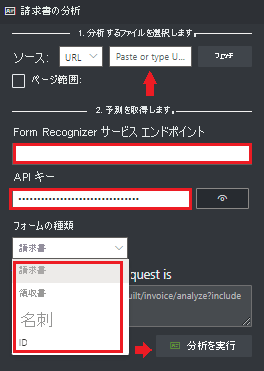 請求書の分析
1. 分析するファイルを選択します。
ソース: URL Paste or type U... フェッチ
ページ範囲:
2. 予測を取得します。
Form Recognizer サービス エンドポイント
API キー
••••••••••••••••••••••••••••••••
フォームの種類
請求書
請求書
領収書
名刺
ID
quest is
uilt/invoice/analyze?include
分析を実行